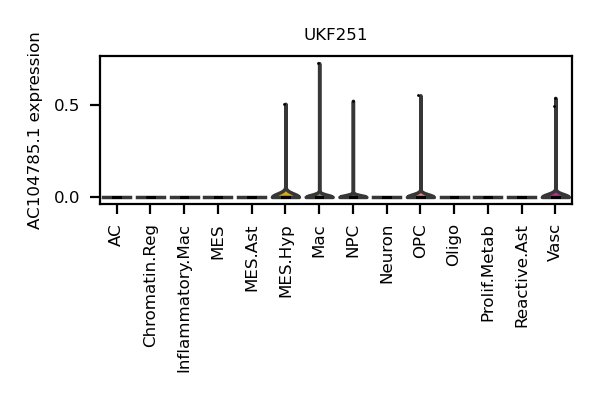 UKF251
AC104785.1 expression
0.5
0.0
AC
Chromatin.Reg
Inflammatory.Mac
MES
MES.Ast
MES.Hyp
Mac
NPC
Neuron
OPC
Oligo
Prolif.Metab
Reactive.Ast
Vasc